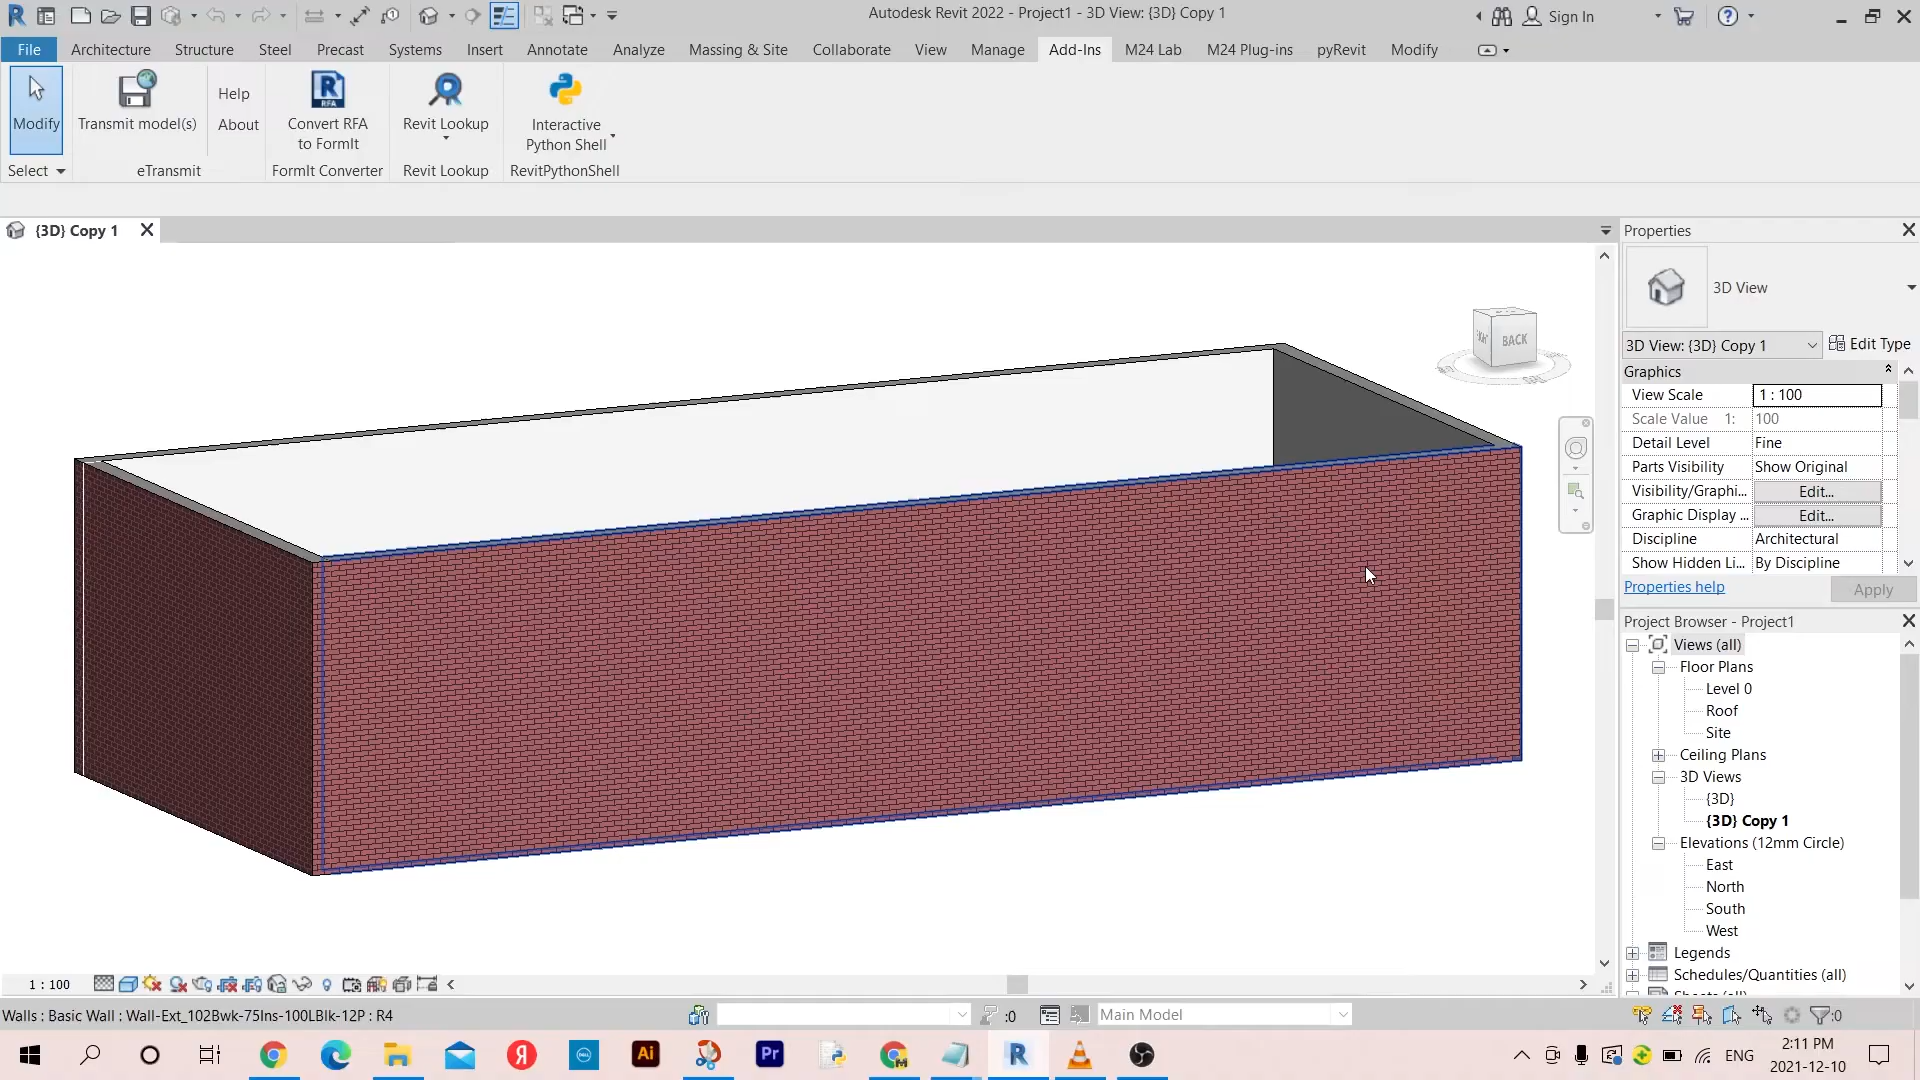 Autodesk Revit 2022 - Project1 - 3D View: {3D} Copy 1
Sign In
File Architecture Structure Steel Precast Systems Insert Annotate Analyze Massing & Site Collaborate View Manage Add-Ins M24 Lab M24 Plug-ins pyRevit Modify
Modify
Transmit model(s)
Help
About
Convert RFA
to FormIt
Revit Lookup
Interactive
Python Shell
Select
eTransmit
FormIt Converter
Revit Lookup
RevitPythonShell
{3D} Copy 1
BACK
Properties
3D View
3D View: {3D} Copy 1
Edit Type
Graphics
View Scale 1 : 100
Scale Value 1: 100
Detail Level Fine
Parts Visibility Show Original
Visibility/Graphi... Edit...
Graphic Display ... Edit...
Discipline Architectural
Show Hidden Li... By Discipline
Properties help
Apply
Project Browser - Project1
Views (all)
Floor Plans
Level 0
Roof
Site
Ceiling Plans
3D Views
{3D}
{3D} Copy 1
Elevations (12mm Circle)
East
North
South
West
Legends
Schedules/Quantities (all)
1 : 100
Walls : Basic Wall : Wall-Ext_102Bwk-75Ins-100LBlk-12P : R4
:0
Main Model
:0
Ai
Pr
R
ENG
2:11 PM
2021-12-10